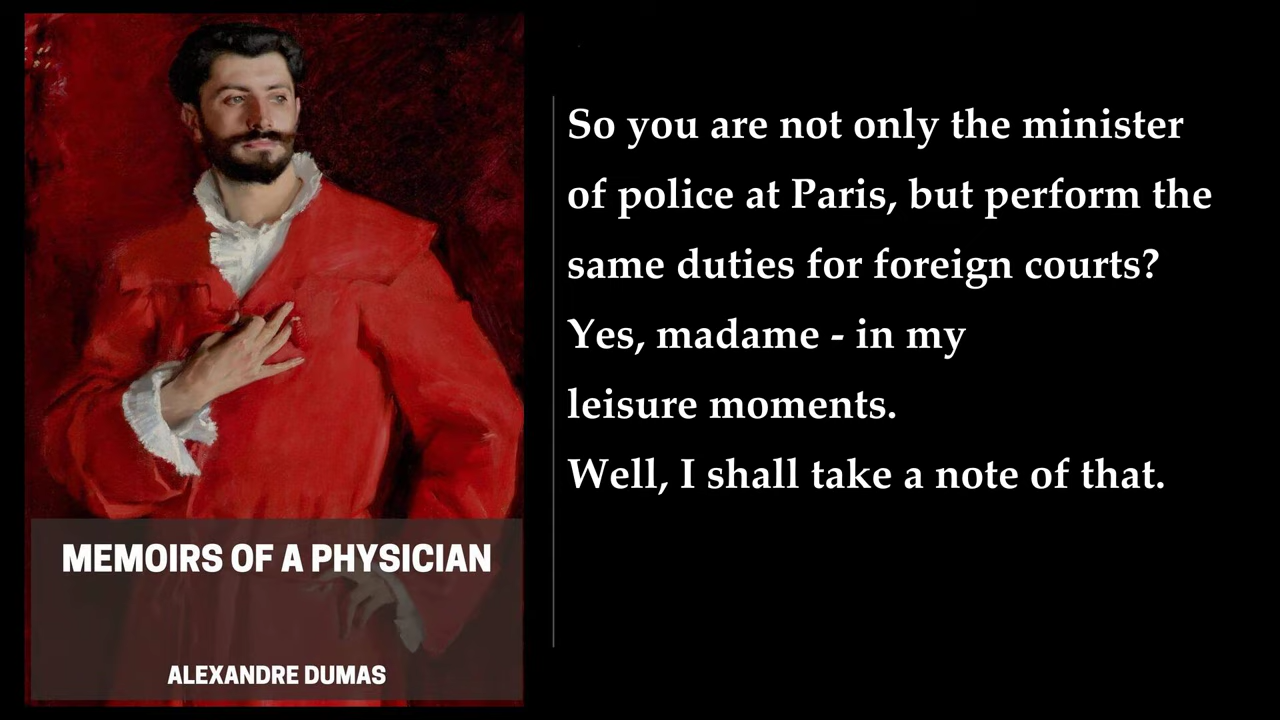 MEMOIRS OF A PHYSICIAN
ALEXANDRE DUMAS
So you are not only the minister
of police at Paris, but perform the
same duties for foreign courts?
Yes, madame - in my
leisure moments.
Well, I shall take a note of that.